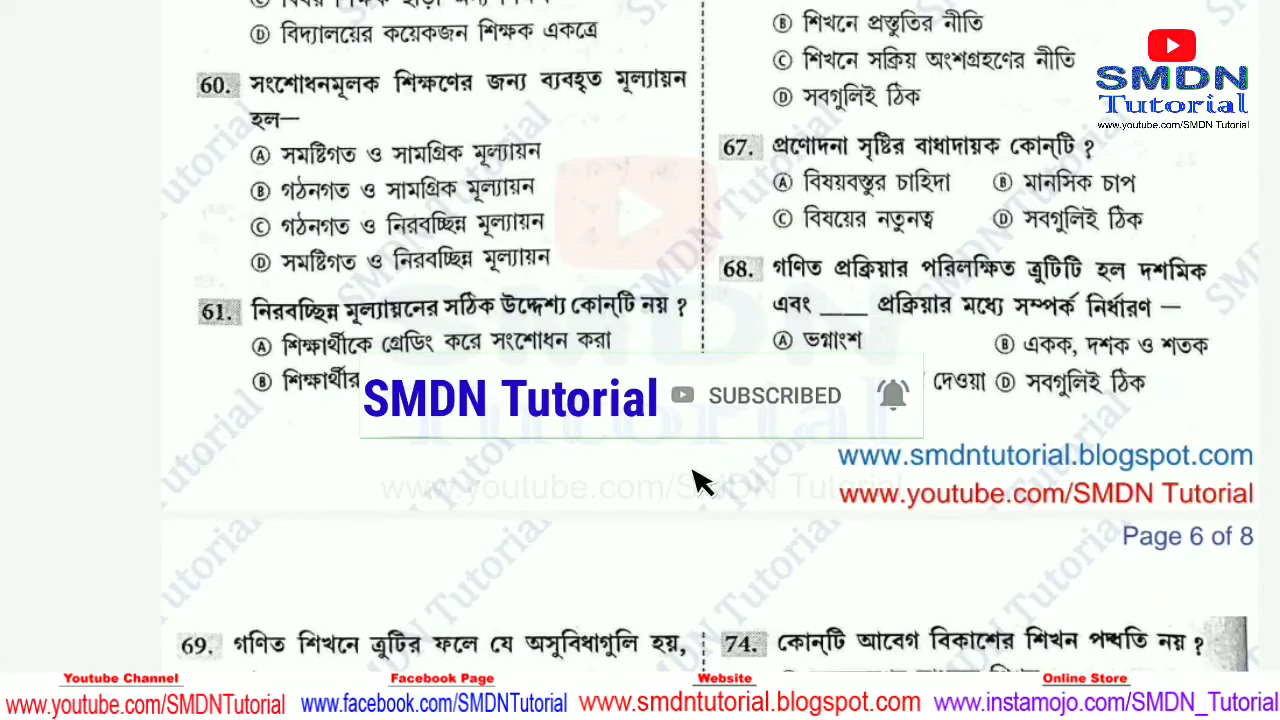 D বিদ্যালয়ের কয়েকজন শিক্ষক একত্রে
60. সংশোধনমূলক শিক্ষণের জন্য ব্যবহৃত মূল্যায়ন
হল—
A সমষ্টিগত ও সামগ্রিক মূল্যায়ন
B গঠনগত ও সামগ্রিক মূল্যায়ন
C গঠনগত ও নিরবচ্ছিন্ন মূল্যায়ন
D সমষ্টিগত ও নিরবচ্ছিন্ন মূল্যায়ন
61. নিরবচ্ছিন্ন মূল্যায়নের সঠিক উদ্দেশ্য কোন্‌টি নয় ?
A শিক্ষার্থীকে গ্রেডিং করে সংশোধন করা
B শিক্ষার্থীর
B শিখনে প্রস্তুতির নীতি
C শিখনে সক্রিয় অংশগ্রহণের নীতি
D সবগুলিই ঠিক
67. প্রণোদনা সৃষ্টির বাধাদায়ক কোন্‌টি ?
A বিষয়বস্তুর চাহিদা B মানসিক চাপ
C বিষয়ের নতুনত্ব D সবগুলিই ঠিক
68. গণিত প্রক্রিয়ার পরিলক্ষিত ত্রুটিটি হল দশমিক
এবং ____ প্রক্রিয়ার মধ্যে সম্পর্ক নির্ধারণ —
A ভগ্নাংশ B একক, দশক ও শতক
দেওয়া D সবগুলিই ঠিক
SMDN Tutorial SUBSCRIBED
www.smdntutorial.blogspot.com
www.youtube.com/SMDN Tutorial
Page 6 of 8
69. গণিত শিখনে ত্রুটির ফলে যে অসুবিধাগুলি হয়,
74. কোন্‌টি আবেগ বিকাশের শিখন পদ্ধতি নয় ?
SMDN
Tutorial
www.youtube.com/SMDN Tutorial
Youtube Channel Facebook Page Website Online Store
www.youtube.com/SMDNTutorial www.facebook.com/SMDNTutorial www.smdntutorial.blogspot.com www.instamojo.com/SMDN_Tutorial